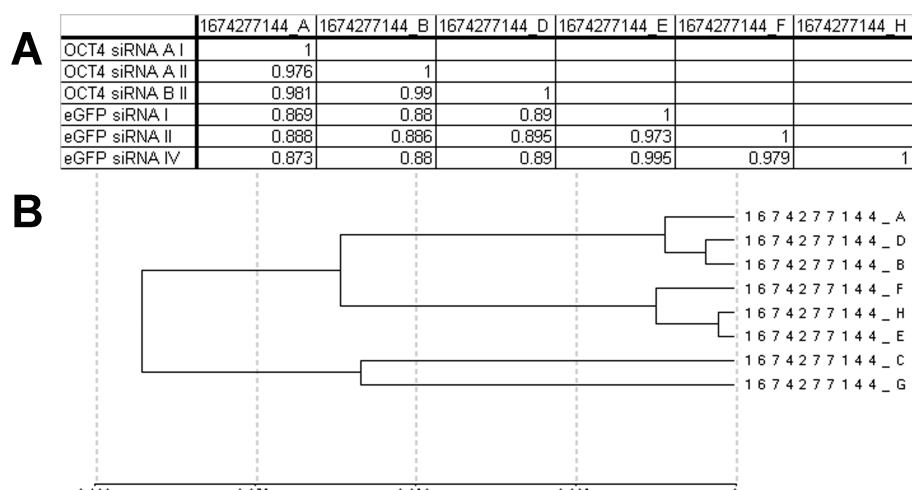 A
1674277144_A 1674277144_B 1674277144_D 1674277144_E 1674277144_F 1674277144_H
OCT4 siRNA A I 1
OCT4 siRNA A II 0.976 1
OCT4 siRNA B II 0.981 0.99 1
eGFP siRNA I 0.869 0.88 0.89 1
eGFP siRNA II 0.888 0.886 0.895 0.973 1
eGFP siRNA IV 0.873 0.88 0.89 0.995 0.979 1
B
1674277144_A
1674277144_D
1674277144_B
1674277144_F
1674277144_H
1674277144_E
1674277144_C
1674277144_G